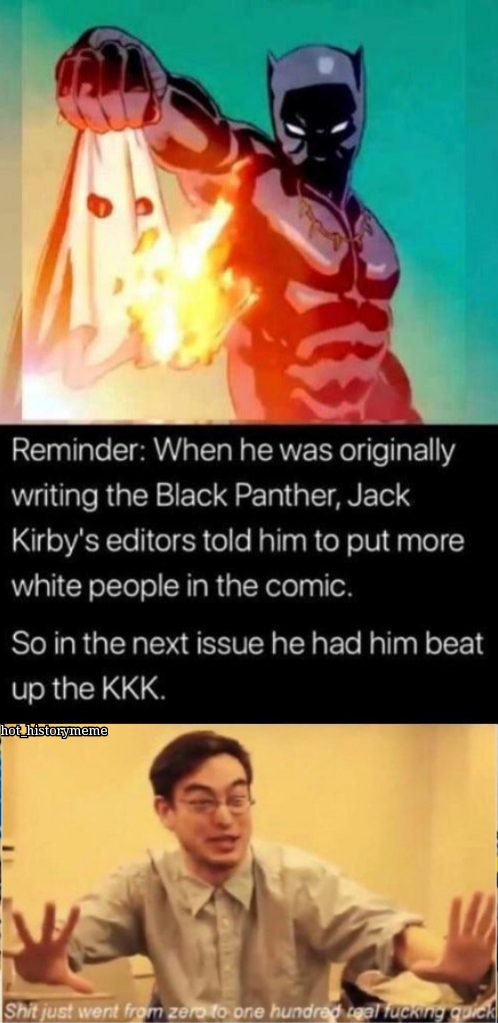 Reminder: When he was originally
writing the Black Panther, Jack
Kirby's editors told him to put more
white people in the comic.
So in the next issue he had him beat
up the KKK.
hot_historymeme
Shit just went from zero to one hundred real fucking quick